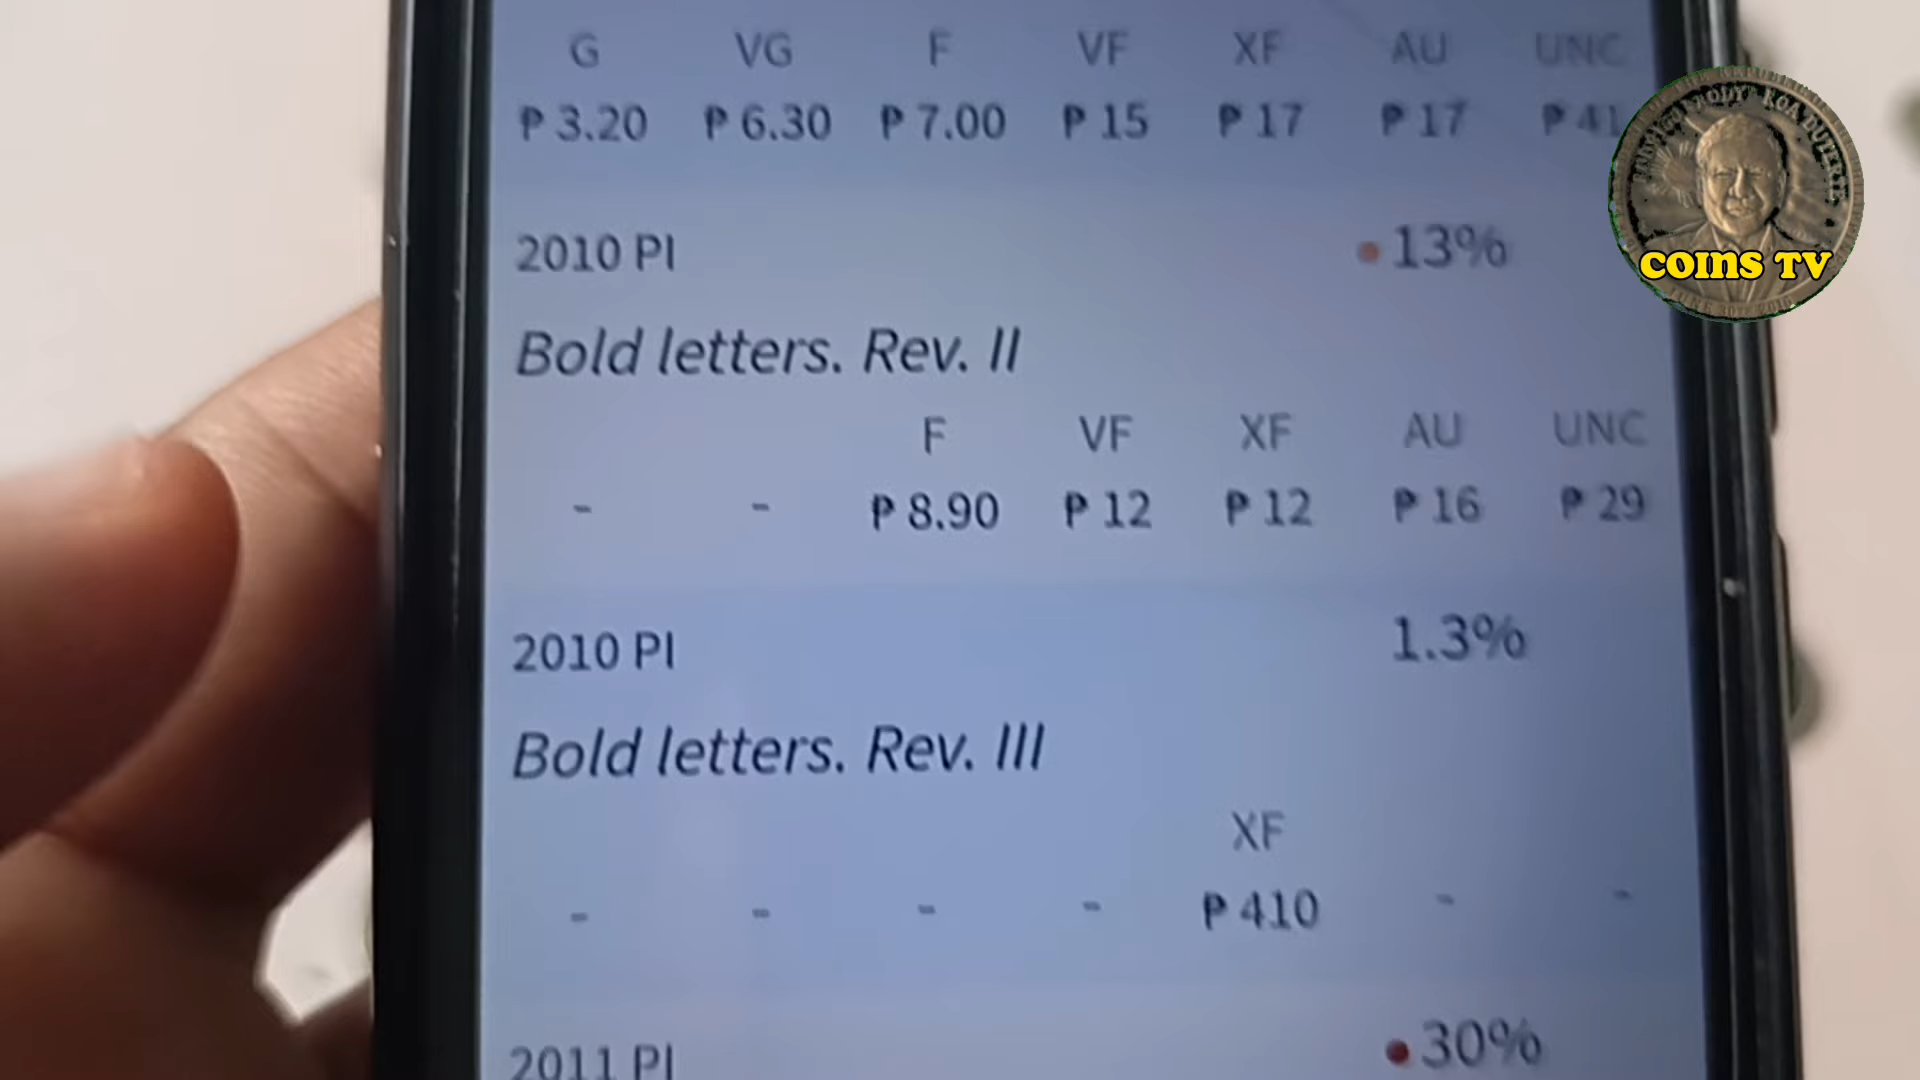 G VG F VF XF AU UNC
₱ 3.20 ₱ 6.30 ₱ 7.00 ₱ 15 ₱ 17 ₱ 17 ₱ 41
2010 PI • 13%
Bold letters. Rev. II
F VF XF AU UNC
- - ₱ 8.90 ₱ 12 ₱ 12 ₱ 16 ₱ 29
2010 PI 1.3%
Bold letters. Rev. III
XF
- - - - ₱ 410 - -
2011 PI • 30%
COINS TV